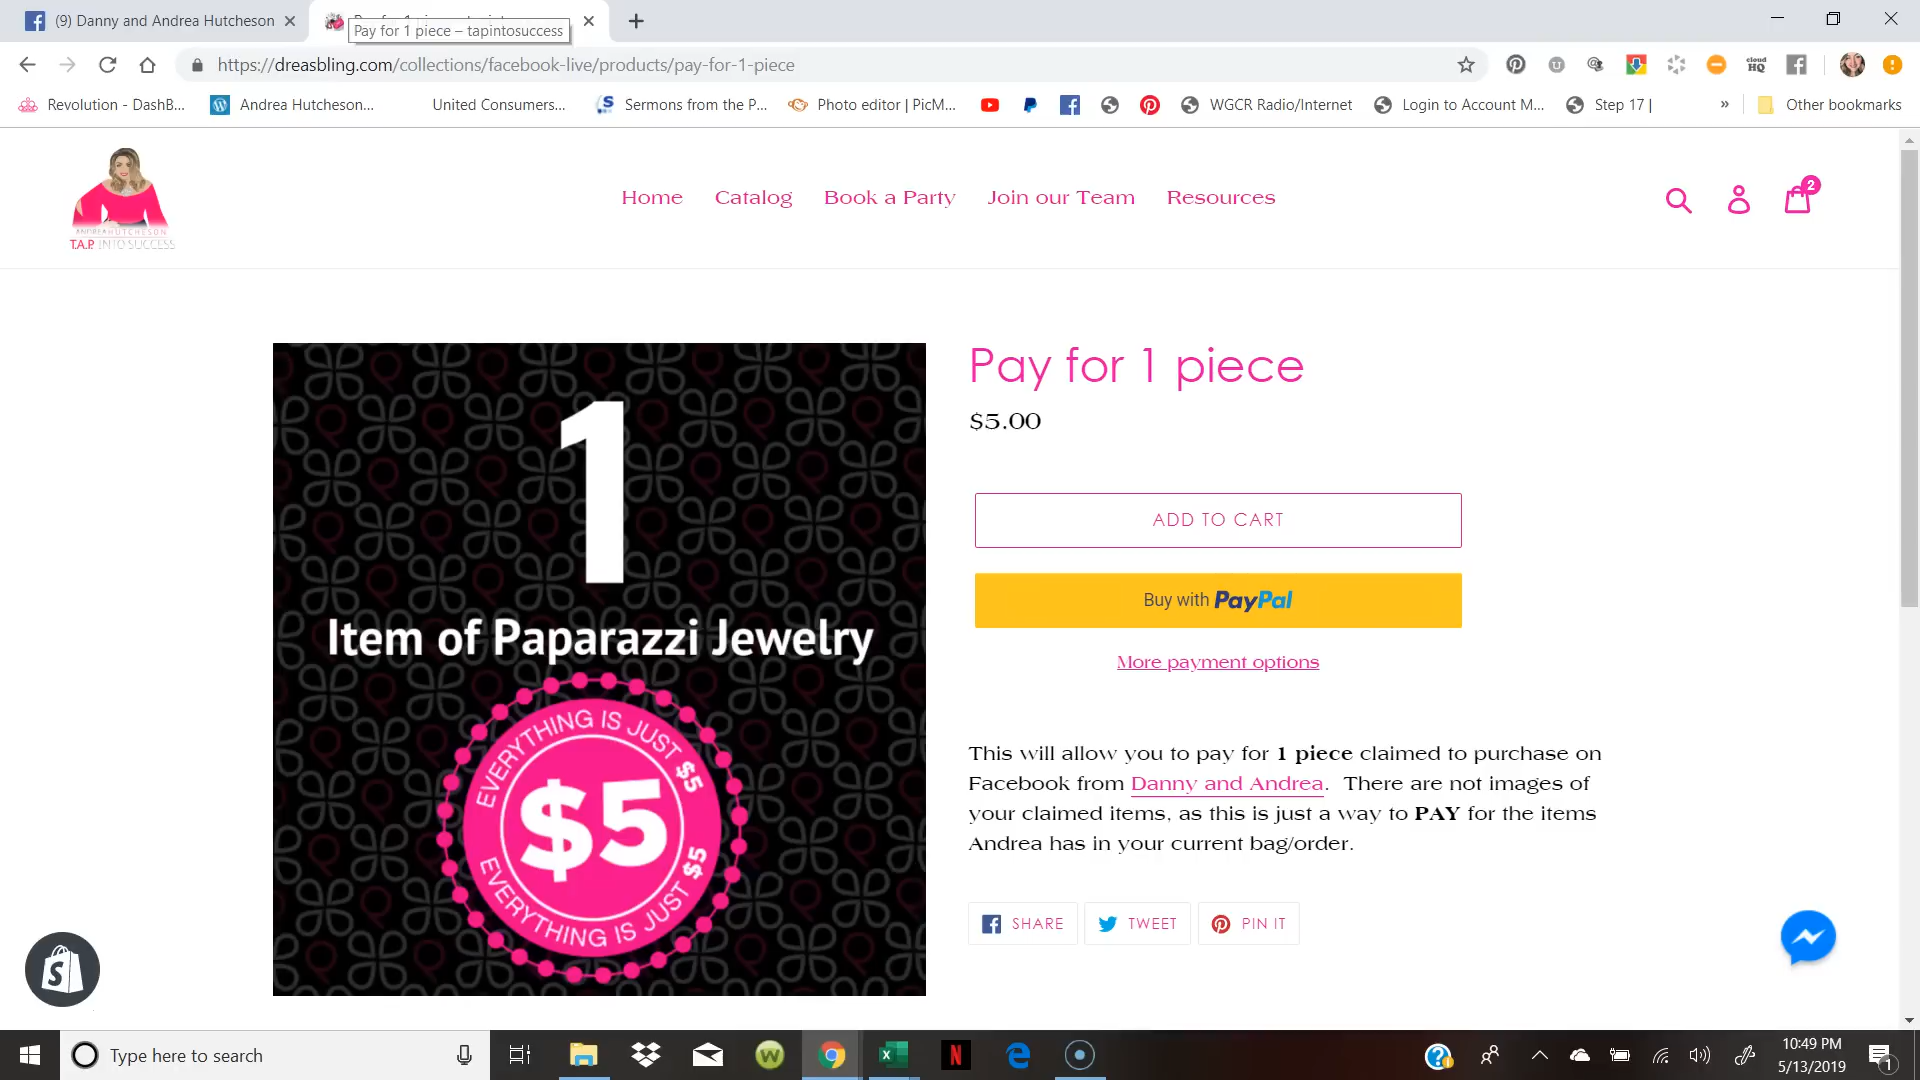 (9) Danny and Andrea Hutcheson
Pay for 1 piece – tapintosuccess
https://dreasbling.com/collections/facebook-live/products/pay-for-1-piece
cloud HQ
Revolution - DashB...
Andrea Hutcheson...
United Consumers...
Sermons from the P...
Photo editor | PicM...
WGCR Radio/Internet
Login to Account M...
Step 17 |
»
Other bookmarks
ANDREA HUTCHESON
T.A.P. INTO SUCCESS
Home
Catalog
Book a Party
Join our Team
Resources
2
1
Item of Paparazzi Jewelry
EVERYTHING IS JUST $5
$5
EVERYTHING IS JUST $5
Pay for 1 piece
$5.00
ADD TO CART
Buy with PayPal
More payment options
This will allow you to pay for 1 piece claimed to purchase on
Facebook from Danny and Andrea. There are not images of
your claimed items, as this is just a way to PAY for the items
Andrea has in your current bag/order.
SHARE
TWEET
PIN IT
Type here to search
10:49 PM
5/13/2019
1